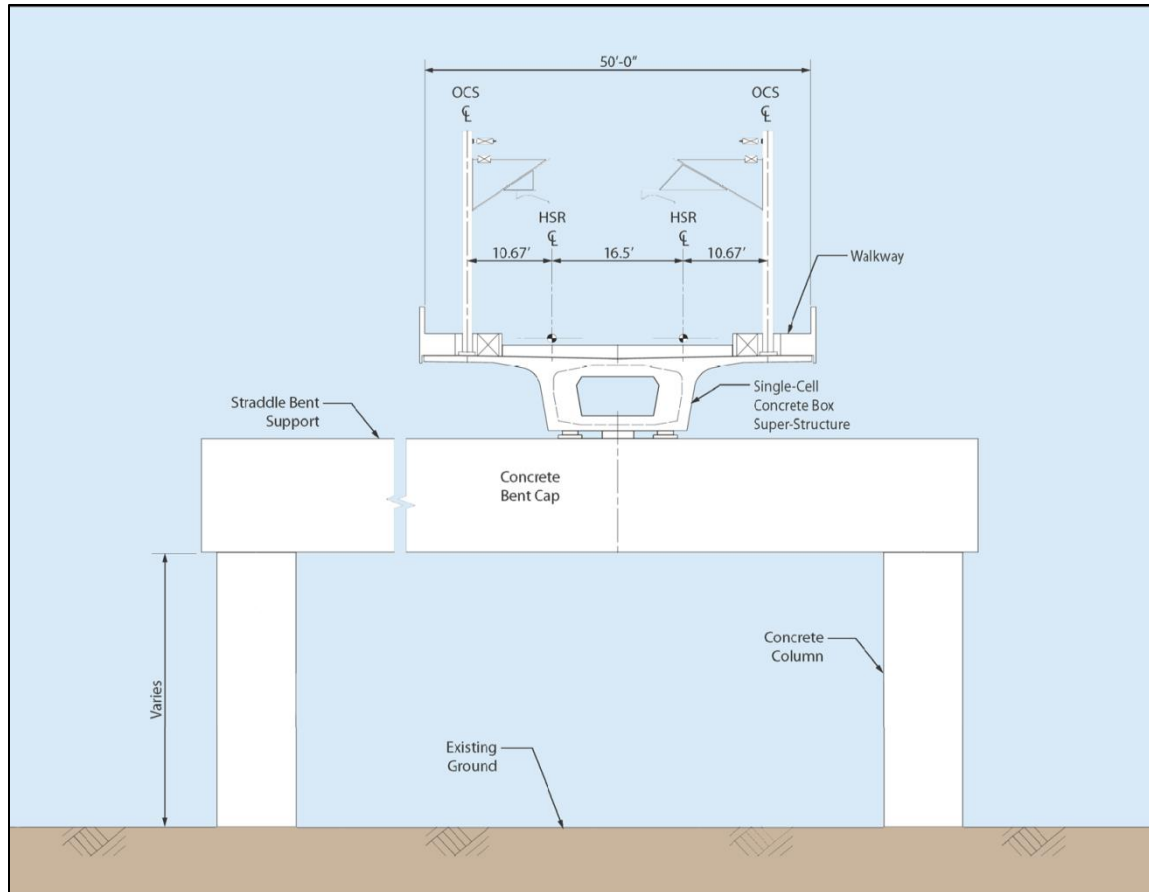 50'-0"
OCS
℄
OCS
℄
HSR
℄
HSR
℄
10.67'
16.5'
10.67'
Walkway
Single-Cell
Concrete Box
Super-Structure
Straddle Bent
Support
Concrete
Bent Cap
Concrete
Column
Varies
Existing
Ground